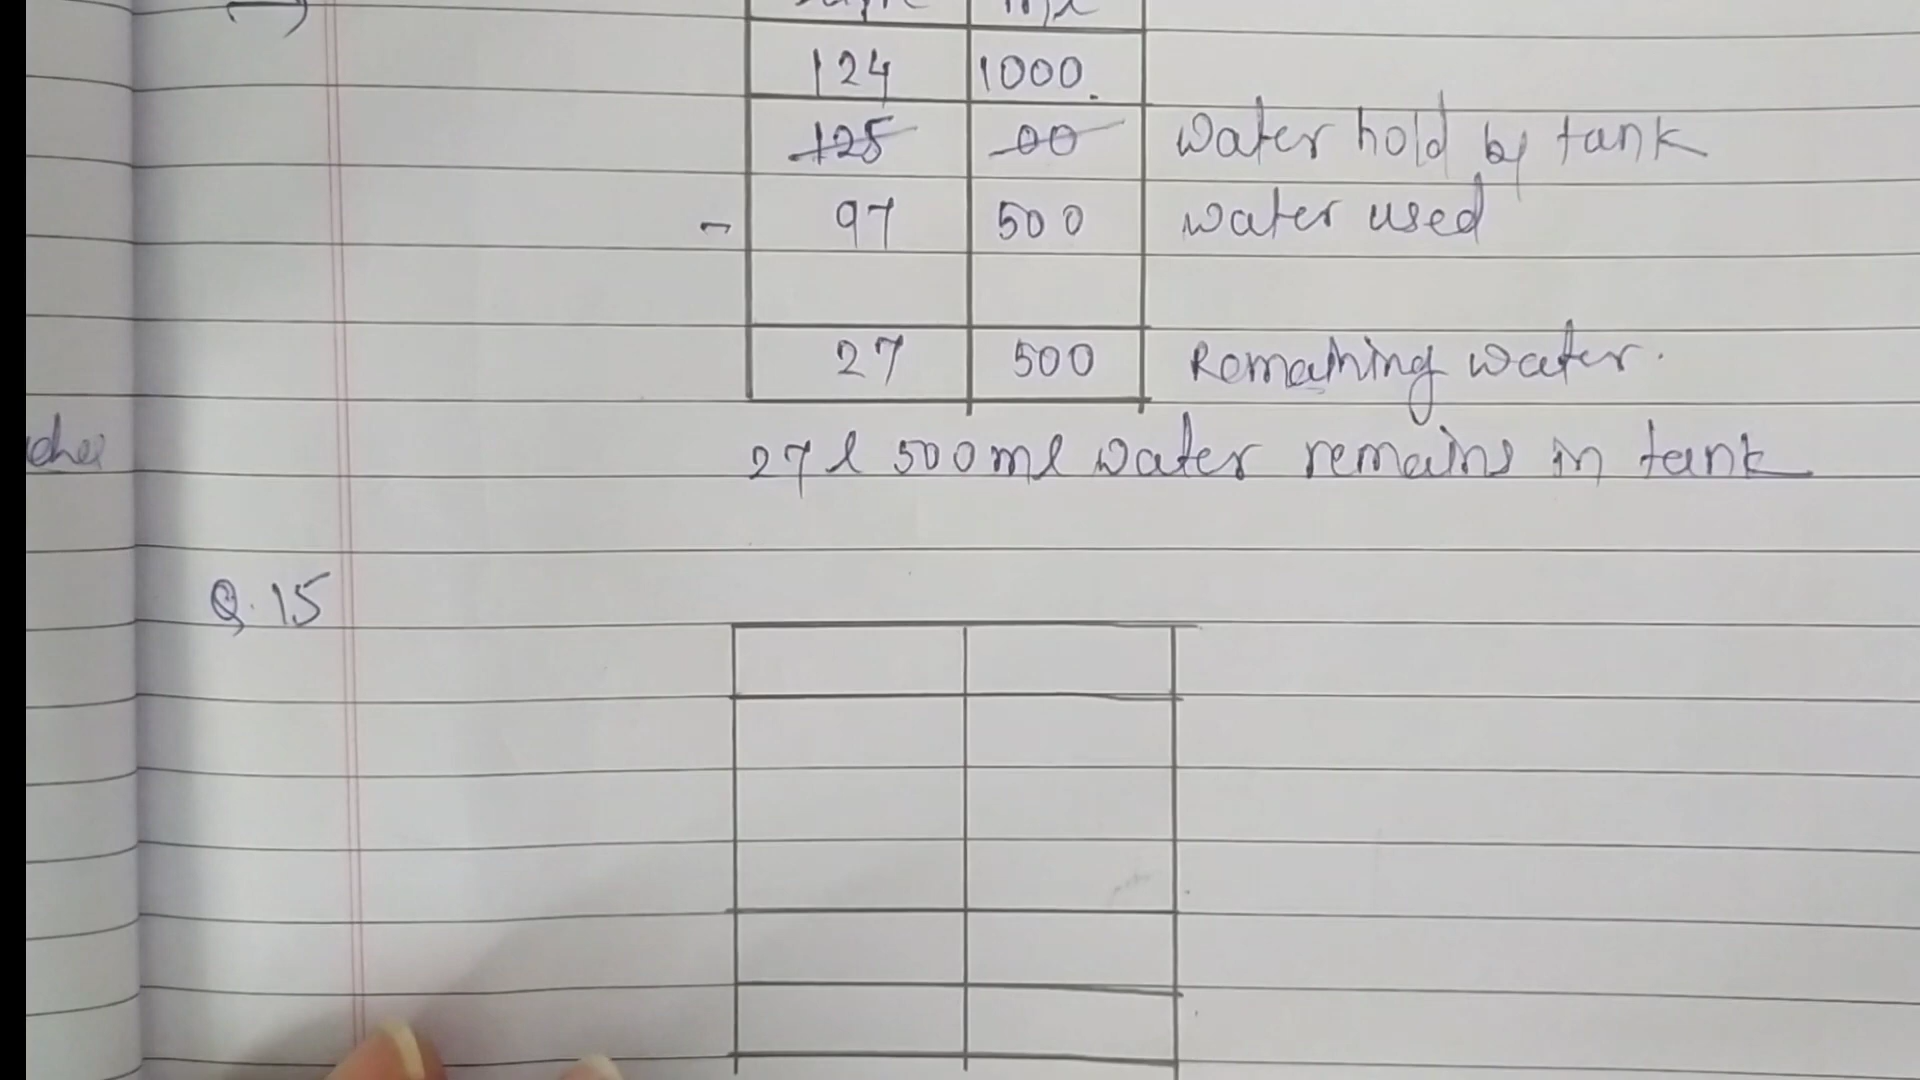 124 1000.
125 00 Water hold by tank
- 97 500 Water used
27 500 Remaining water.
27 l 500 ml water remains in tank
Q. 15